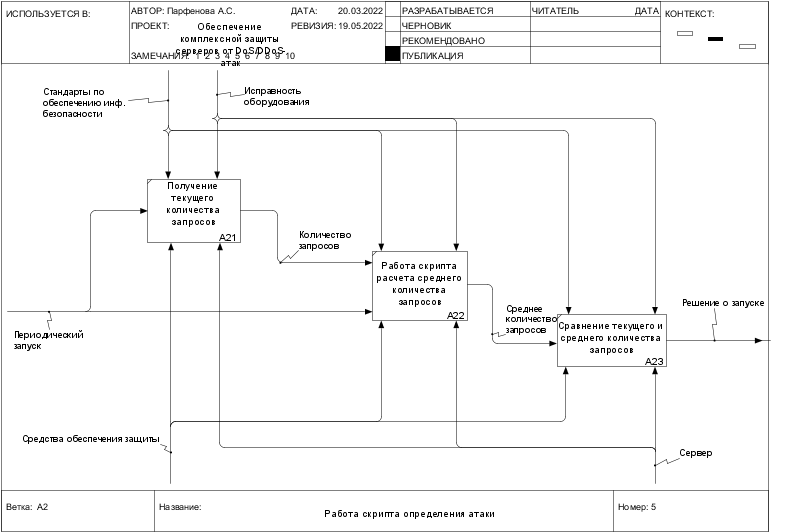 ИСПОЛЬЗУЕТСЯ В:
АВТОР: Парфенова А.С.
ДАТА: 20.03.2022
ПРОЕКТ: Обеспечение
комплексной защиты
серверов от DoS/DDoS-
атак
РЕВИЗИЯ: 19.05.2022
ЗАМЕЧАНИЯ: 1 2 3 4 5 6 7 8 9 10
РАЗРАБАТЫВАЕТСЯ
ЧЕРНОВИК
РЕКОМЕНДОВАНО
ПУБЛИКАЦИЯ
ЧИТАТЕЛЬ ДАТА
КОНТЕКСТ:
Стандарты по
обеспечению инф.
безопасности
Исправность
оборудования
Получение
текущего
количества
запросов
A21
Количество
запросов
Работа скрипта
расчета среднего
количества
запросов
A22
Среднее
количество
запросов
Сравнение текущего и
среднего количества
запросов
A23
Решение о запуске
Периодический
запуск
Средства обеспечения защиты
Сервер
Ветка: A2
Название:
Работа скрипта определения атаки
Номер: 5